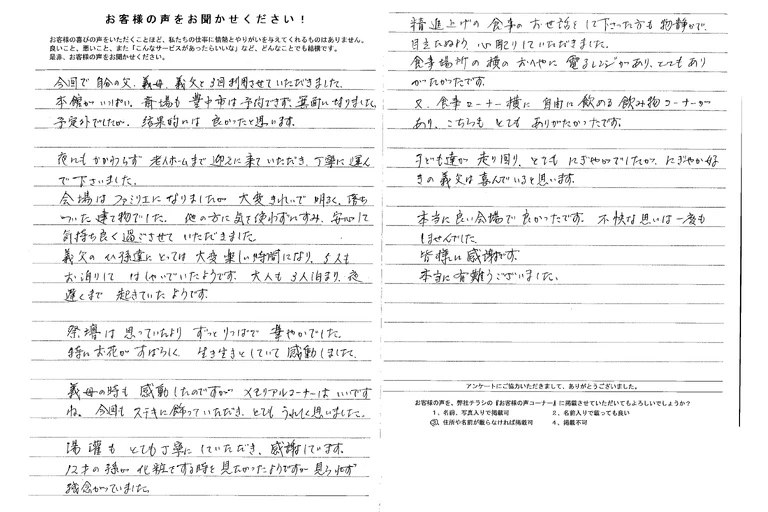 お客様の声をお聞かせください！
お客様の喜びの声をいただくことほど、私たちの仕事に情熱とやりがいを与えてくれるものはありません。
良いこと、悪いこと、また「こんなサービスがあったらいいな」など、どんなことでも結構です。
是非、お客様の声をお聞かせください。
今回で自分の父、義母、義父と3回利用させていただきました。
本館がいっぱい、斎場も豊中市は予約できず、箕面になりました。
予定外でしたが、結果的には良かったと思います。
夜にもかかわらず老人ホームまで迎えに来ていただき、丁寧に運ん
で下さいました。
会場はファミリエになりましたが大変きれいで明るく、落ち
ついた建て物でした。他の方に気を使わずにすみ、安心して
気持ち良く過ごさせていただきました。
義父の 孫達にとっては大変楽しい時間になり、5人も
お泊りしてはしゃいでいたようです。大人も3人泊まり、夜
遅くまで起きていたようです。
祭壇は思っていたよりずっとりっぱで華やかでした。
特にお花がすばらしく生き生きとしていて感動しました。
義母の時も感動したのですがメモリアルコーナーはいいです
ね。今回もステキに飾っていただき、とてもうれしく思いました。
湯灌もとても丁寧にしていただき、感謝しています。
12才の孫が化粧をする時を見たかったようですが見られず
残念がっていました。
精進上げの食事のお世話をして下さった方も物静かで、
目立たぬよう、心配りしていただきました。
食事場所の横のおへやに電子レンジがあり、とてもあり
がたかったです。
又、食事コーナー横に自由に飲める飲み物コーナーが
あり、こちらもとてもありがたかったです。
子ども達が走り回り、とてもにぎやかでしたが、にぎやか好
きの義父は喜んでいると思います。
本当に良い会場で良かったです。不快な思いは一度も
しませんでした。
皆様に感謝です。
本当に有難うございました。
アンケートにご協力いただきまして、ありがとうございました。
お客様の声を、弊社チラシの『お客様の声コーナー』に掲載させていただいてもよろしいでしょうか？
1、名前、写真入りで掲載可 2、名前入りで載っても良い
③、住所や名前が載らなければ掲載可 4、掲載不可